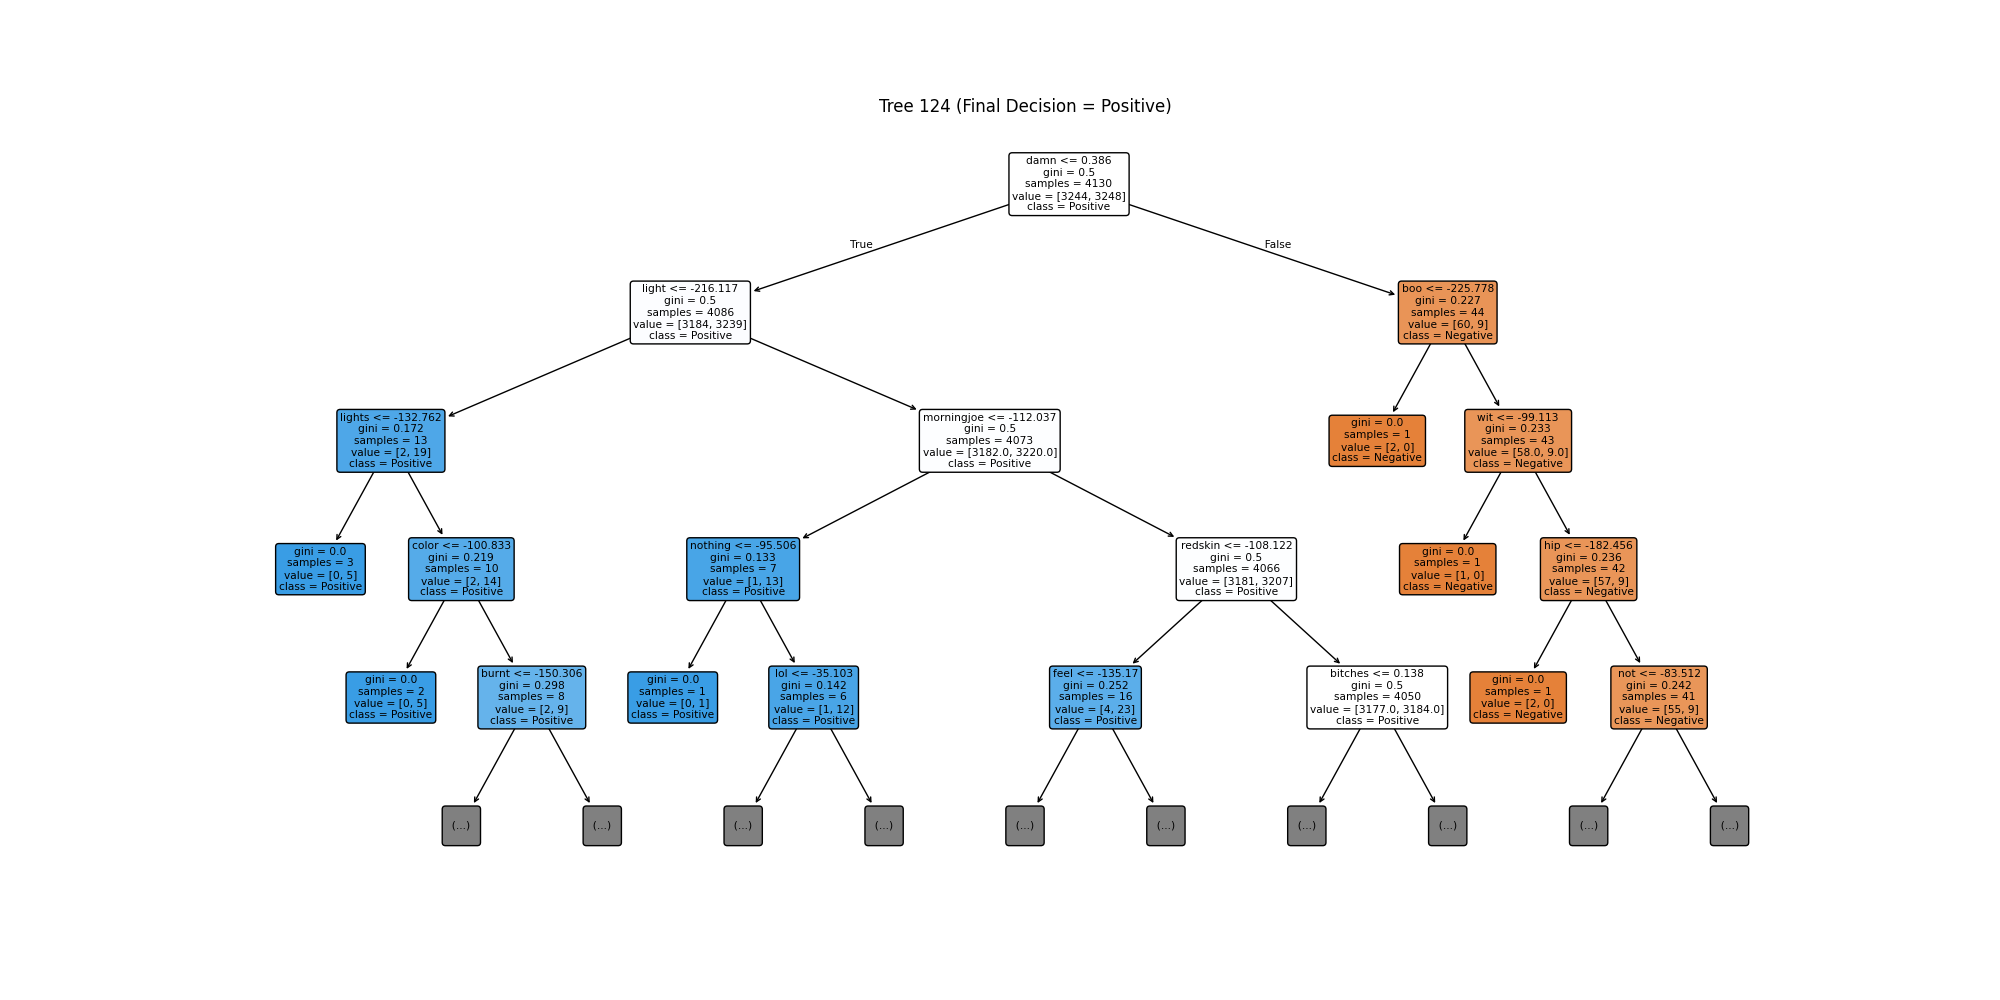 Tree 124 (Final Decision = Positive)
damn <= 0.386
gini = 0.5
samples = 4130
value = [3244, 3248]
class = Positive
True
False
light <= -216.117
gini = 0.5
samples = 4086
value = [3184, 3239]
class = Positive
boo <= -225.778
gini = 0.227
samples = 44
value = [60, 9]
class = Negative
lights <= -132.762
gini = 0.172
samples = 13
value = [2, 19]
class = Positive
morningjoe <= -112.037
gini = 0.5
samples = 4073
value = [3182.0, 3220.0]
class = Positive
gini = 0.0
samples = 1
value = [2, 0]
class = Negative
wit <= -99.113
gini = 0.233
samples = 43
value = [58.0, 9.0]
class = Negative
gini = 0.0
samples = 3
value = [0, 5]
class = Positive
color <= -100.833
gini = 0.219
samples = 10
value = [2, 14]
class = Positive
nothing <= -95.506
gini = 0.133
samples = 7
value = [1, 13]
class = Positive
redskin <= -108.122
gini = 0.5
samples = 4066
value = [3181, 3207]
class = Positive
gini = 0.0
samples = 1
value = [1, 0]
class = Negative
hip <= -182.456
gini = 0.236
samples = 42
value = [57, 9]
class = Negative
gini = 0.0
samples = 2
value = [0, 5]
class = Positive
burnt <= -150.306
gini = 0.298
samples = 8
value = [2, 9]
class = Positive
gini = 0.0
samples = 1
value = [0, 1]
class = Positive
lol <= -35.103
gini = 0.142
samples = 6
value = [1, 12]
class = Positive
feel <= -135.17
gini = 0.252
samples = 16
value = [4, 23]
class = Positive
bitches <= 0.138
gini = 0.5
samples = 4050
value = [3177.0, 3184.0]
class = Positive
gini = 0.0
samples = 1
value = [2, 0]
class = Negative
not <= -83.512
gini = 0.242
samples = 41
value = [55, 9]
class = Negative
(...)
(...)
(...)
(...)
(...)
(...)
(...)
(...)
(...)
(...)